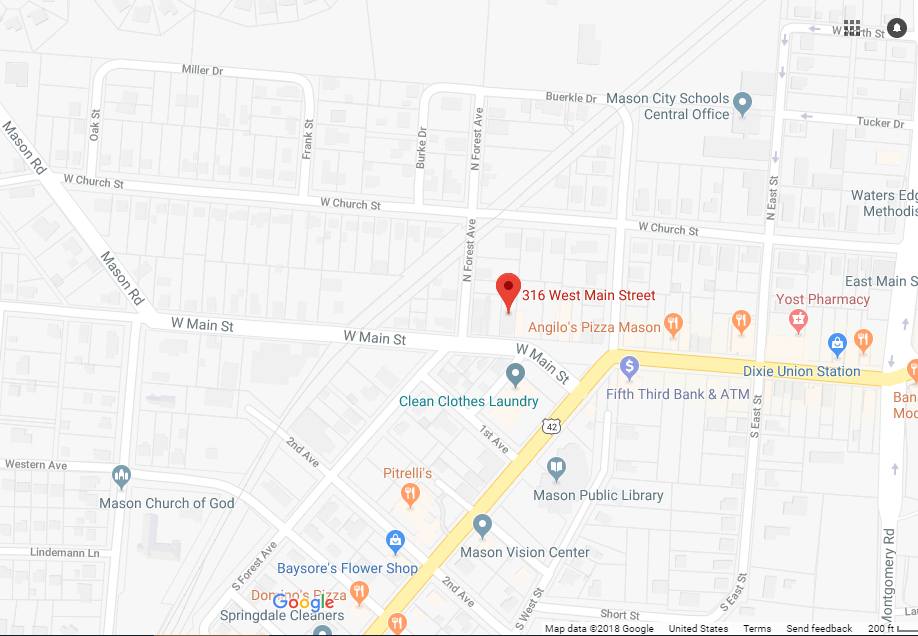 W North St
Miller Dr
Buerkle Dr
Mason City Schools
Central Office
Oak St
Mason Rd
Frank St
Burke Dr
N Forest Ave
Tucker Dr
W Church St
W Church St
N East St
Waters Edg
Methodis
W Church St
N Forest Ave
Mason Rd
East Main S
316 West Main Street
Yost Pharmacy
W Main St
Angilo's Pizza Mason
W Main St
W Main St
Dixie Union Station
Clean Clothes Laundry
$
Fifth Third Bank & ATM
Ban
Moo
S East St
42
1st Ave
2nd Ave
Western Ave
Pitrelli's
Mason Church of God
Mason Public Library
Lindemann Ln
S Forest Ave
Mason Vision Center
Baysore's Flower Shop
Montgomery Rd
2nd Ave
S West St
S East St
Domino's Pizza
Google
Springdale Cleaners
Short St
Lau
Map data ©2018 Google United States Terms Send feedback 200 ft